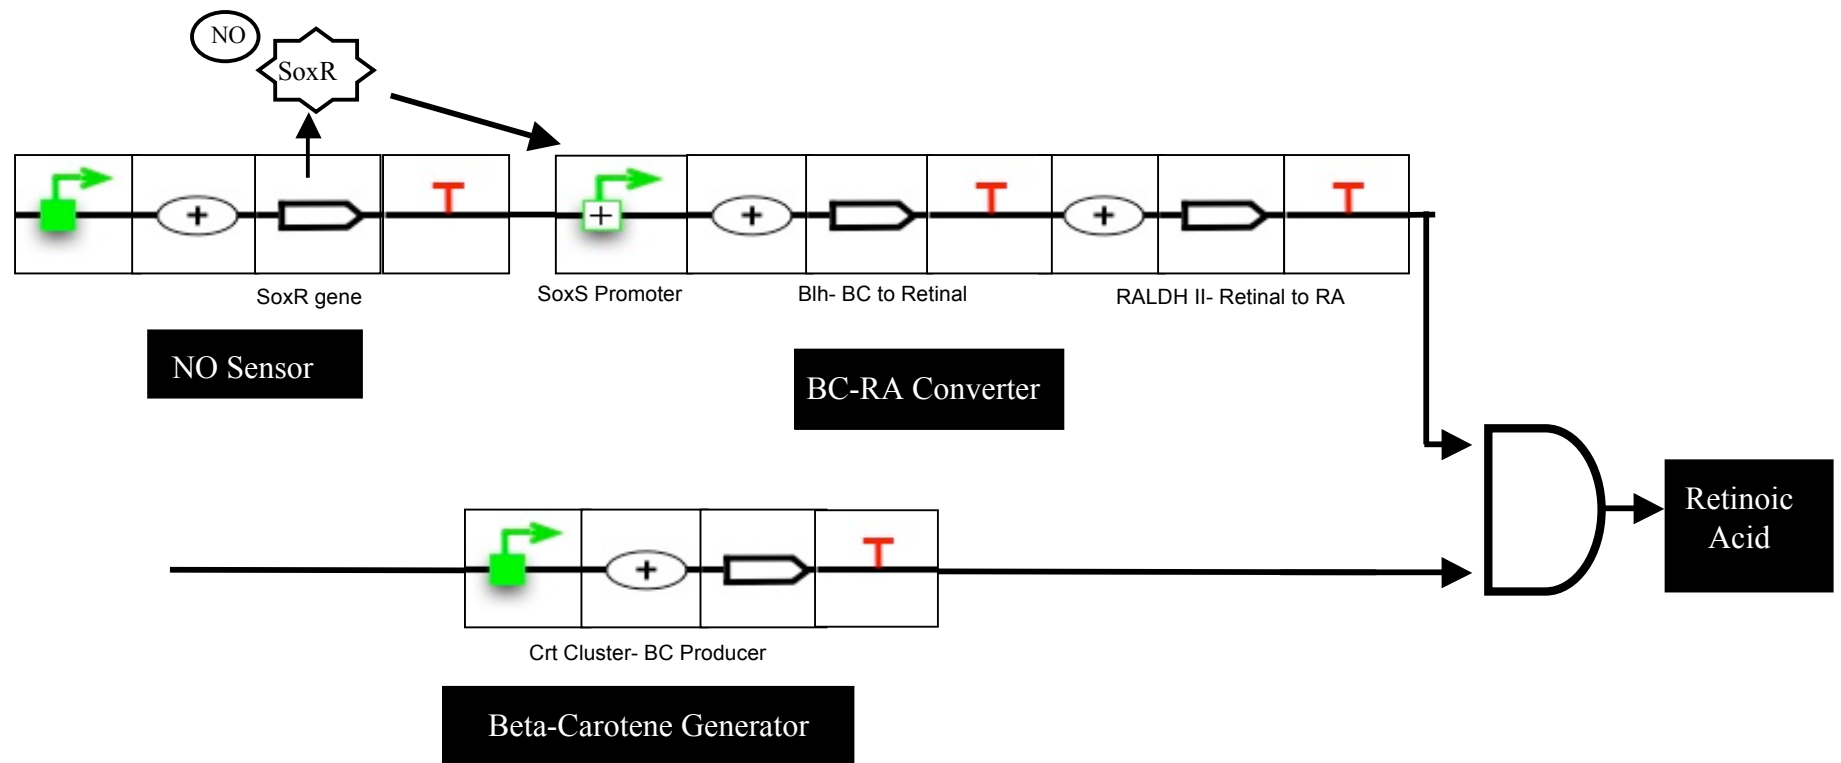 NO
SoxR
SoxR gene
SoxS Promoter
Blh- BC to Retinal
RALDH II- Retinal to RA
NO Sensor
BC-RA Converter
Retinoic
Acid
Crt Cluster- BC Producer
Beta-Carotene Generator